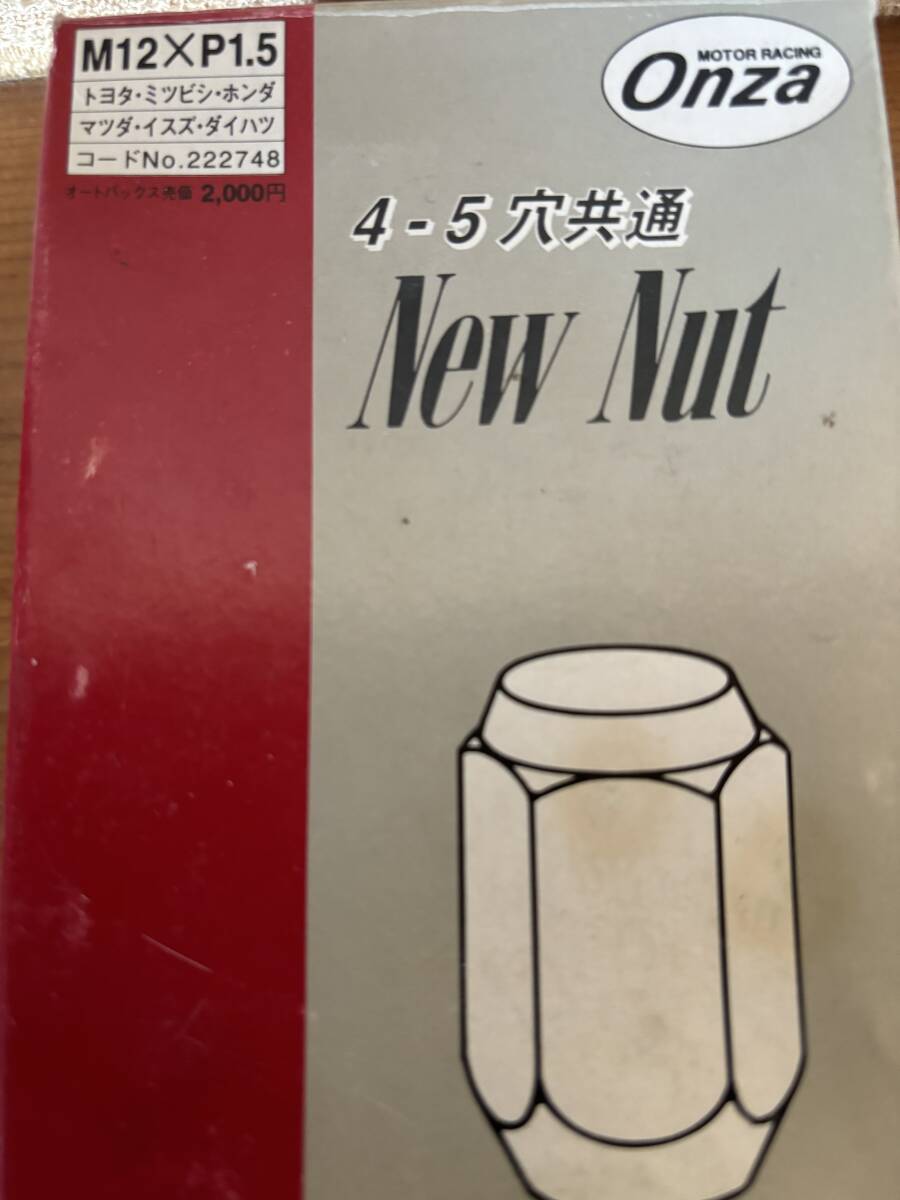 M12×P1.5
トヨタ・ミツビシ・ホンダ
マツダ・イスズ・ダイハツ
コードNo.222748
オートバックス売価 2,000円
MOTOR RACING
Onza
4-5穴共通
New Nut